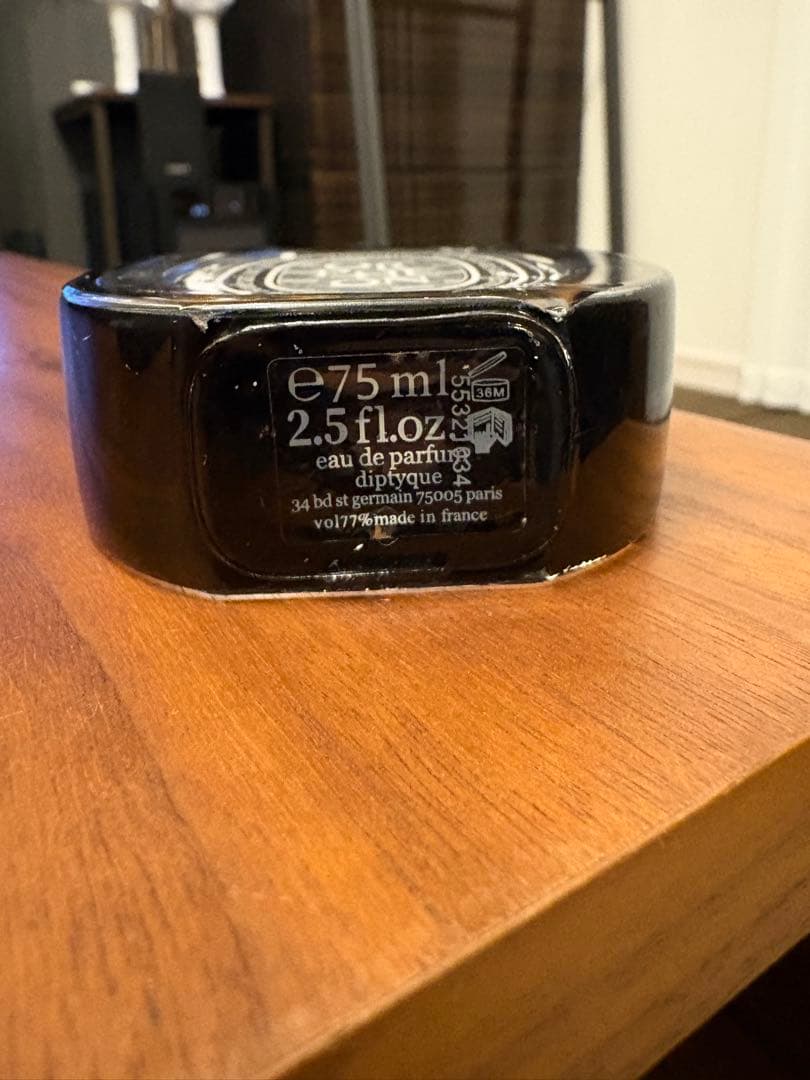 e75 ml
2.5 fl.oz
eau de parfum
diptyque
34 bd st germain 75005 paris
vol77%made in france
36M